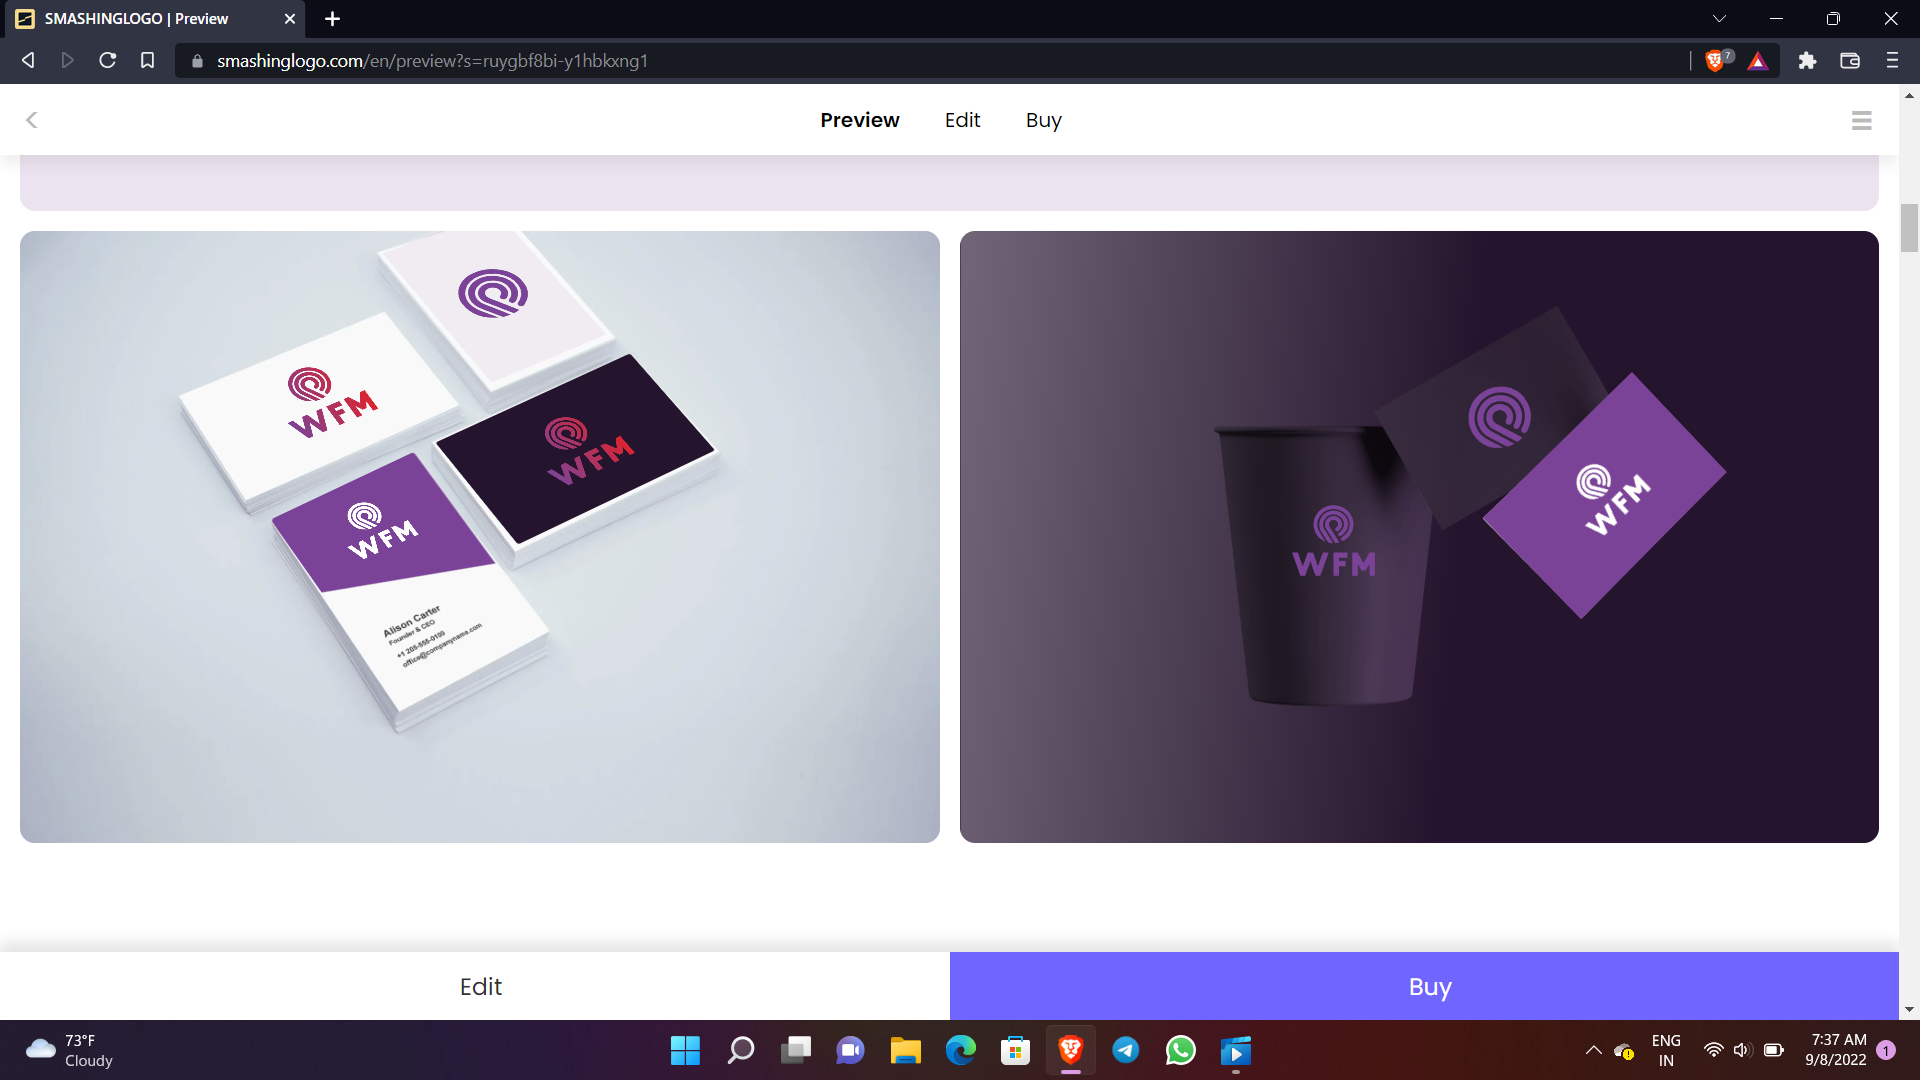 SMASHINGLOGO | Preview
smashinglogo.com/en/preview?s=ruygbf8bi-y1hbkxng1
7
Preview
Edit
Buy
WFM
WFM
WFM
Alison Carter
Founder & CEO
+1 205-555-0100
office@companyname.com
WFM
WFM
Edit
Buy
73°F
Cloudy
ENG
IN
7:37 AM
9/8/2022
1